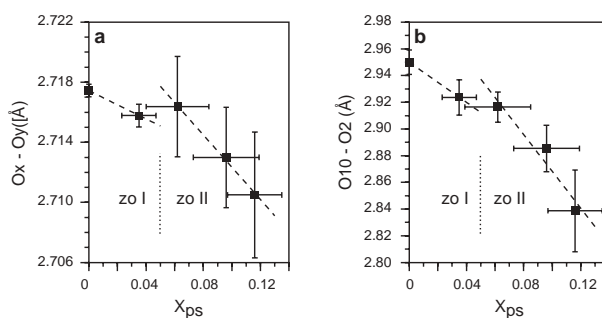 a
Ox - Oy([Å)
2.722
2.718
2.714
2.710
2.706
zo I
zo II
0
0.04
0.08
0.12
Xps
b
O10 - O2 (Å)
2.98
2.96
2.94
2.92
2.90
2.88
2.86
2.84
2.82
2.80
zo I
zo II
0
0.04
0.08
0.12
Xps